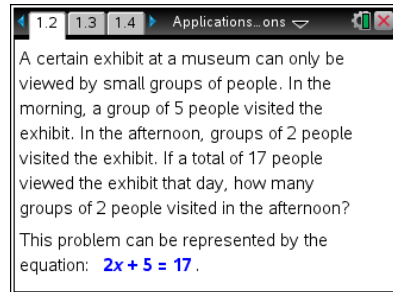 1.2 1.3 1.4 Applications...ons
A certain exhibit at a museum can only be
viewed by small groups of people. In the
morning, a group of 5 people visited the
exhibit. In the afternoon, groups of 2 people
visited the exhibit. If a total of 17 people
viewed the exhibit that day, how many
groups of 2 people visited in the afternoon?
This problem can be represented by the
equation: 2x + 5 = 17 .